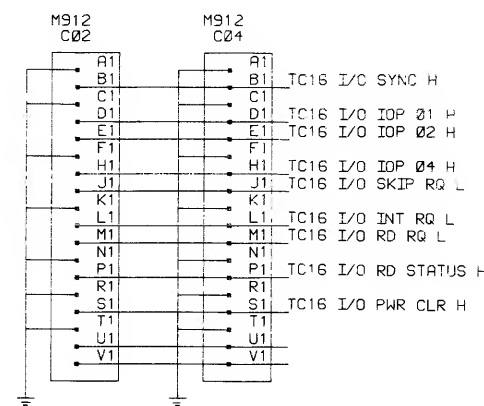 M912 M912
CØ2 CØ4
A1 A1
B1 B1 TC16 I/C SYNC H
C1 C1
D1 D1 TC16 I/O IOP Ø1 H
E1 E1 TC16 I/O IOP Ø2 H
F1 F1
H1 H1 TC16 I/O IOP Ø4 H
J1 J1 TC16 I/O SKIP RQ L
K1 K1
L1 L1 TC16 I/O INT RQ L
M1 M1 TC16 I/O RD RQ L
N1 N1
P1 P1 TC16 I/O RD STATUS H
R1 R1
S1 S1 TC16 I/O PWR CLR H
T1 T1
U1 U1
V1 V1